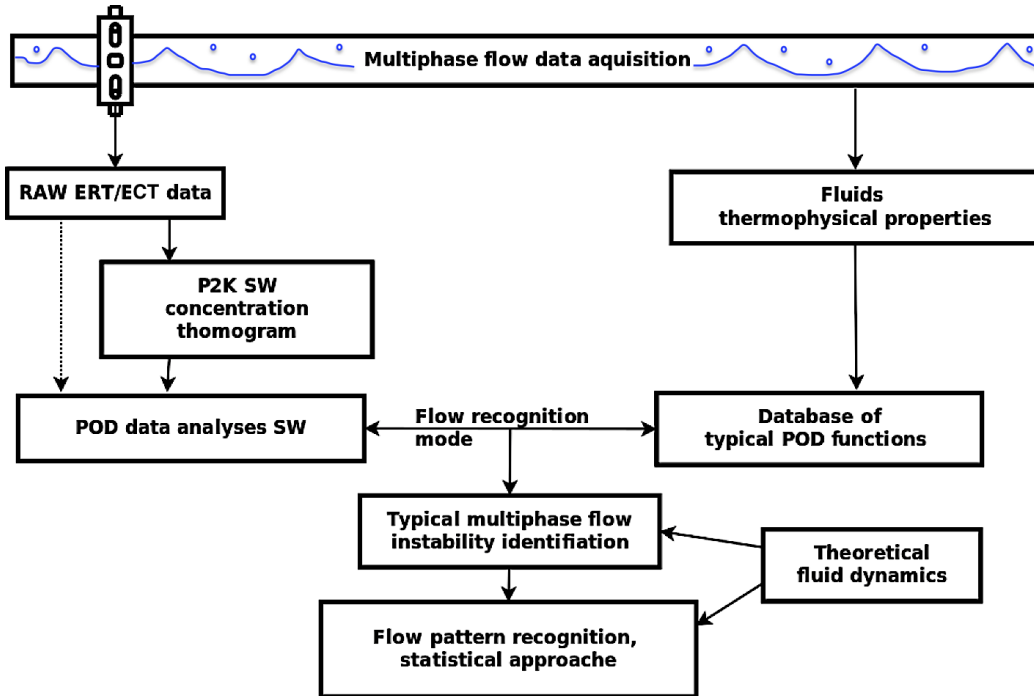 Multiphase flow data aquisition
RAW ERT/ECT data
Fluids
thermophysical properties
P2K SW
concentration
thomogram
POD data analyses SW
Flow recognition
mode
Database of
typical POD functions
Typical multiphase flow
instability identifiation
Theoretical
fluid dynamics
Flow pattern recognition,
statistical approache